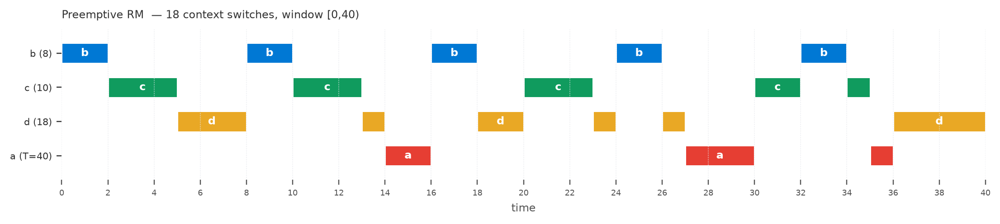 Preemptive RM — 18 context switches, window [0,40)
b (8) b b b b b
c (10) c c c c
d (18) d d d
a (T=40) a a
0 2 4 6 8 10 12 14 16 18 20 22 24 26 28 30 32 34 36 38 40
time